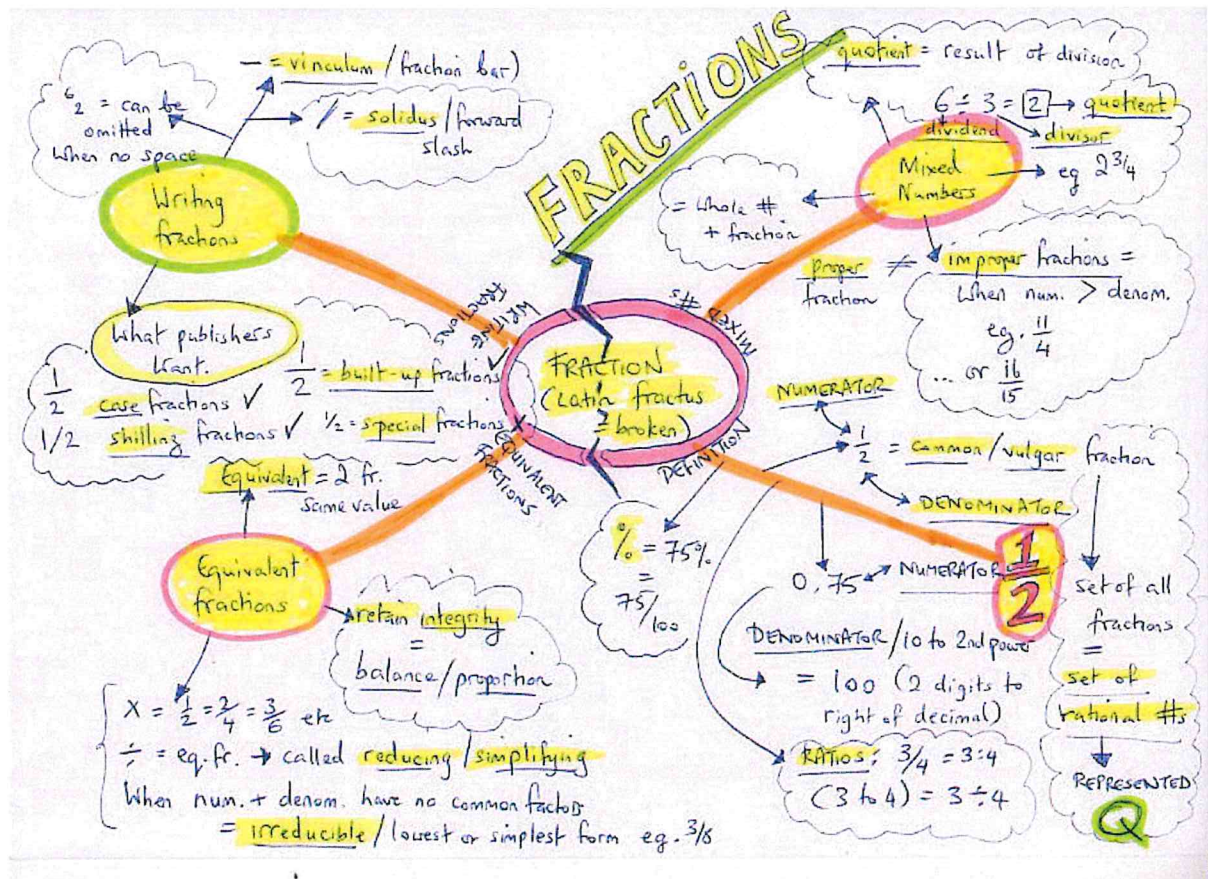 FRACTIONS
— = vinculum / fraction bar)
/ = solidus / forward
slash
6
2 = can be
omitted
when no space
Writing
fractions
What publishers
want.
1
2
case fractions ✓
1/2 shilling fractions ✓
1
2
= built-up fractions ✓
½ = special fractions x
WRITING
FRACTIONS
quotient = result of division
6 ÷ 3 = 2 → quotient
dividend
divisor
Mixed
Numbers
eg 2 3/4
= whole #
+ fraction
proper
fraction
≠
improper fractions =
when num. > denom.
eg. 11
4
... or 16
15
MIXED #s
FRACTION
(Latin fractus
= broken)
DEFINITION
NUMERATOR
1
2
= common / vulgar fraction
DENOMINATOR
set of all
fractions
=
set of
rational #s
REPRESENTED
Q
1
2
0,75
NUMERATOR
DENOMINATOR / 10 to 2nd power
= 100 (2 digits to
right of decimal)
RATIOS: 3/4 = 3:4
(3 to 4) = 3 ÷ 4
% = 75%
=
75/100
EQUIVALENT
FRACTIONS
Equivalent = 2 fr.
same value
Equivalent
fractions
retain integrity
=
balance / proportion
X = 1/2 = 2/4 = 3/6 etc
÷ = eq. fr. → called reducing / simplifying
When num. + denom. have no common factors
= irreducible / lowest or simplest form eg. 3/8